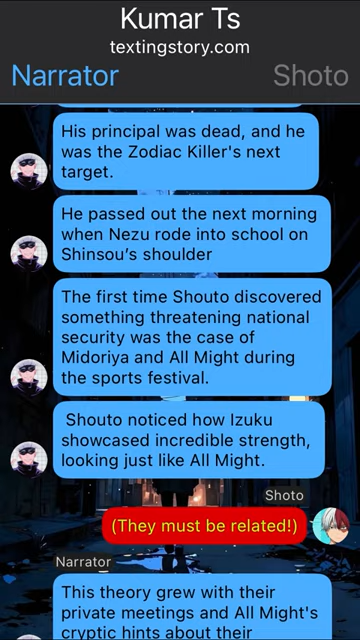 Kumar Ts
textingstory.com
Narrator
Shoto
His principal was dead, and he
was the Zodiac Killer's next
target.
He passed out the next morning
when Nezu rode into school on
Shinsou’s shoulder
The first time Shouto discovered
something threatening national
security was the case of
Midoriya and All Might during
the sports festival.
Shouto noticed how Izuku
showcased incredible strength,
looking just like All Might.
Shoto
(They must be related!)
Narrator
This theory grew with their
private meetings and All Might's
cryptic hints about their